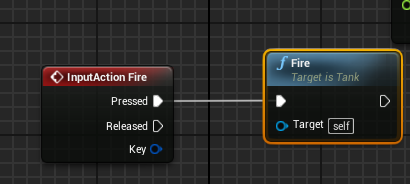 InputAction Fire
Pressed
Released
Key
f Fire
Target is Tank
Target self